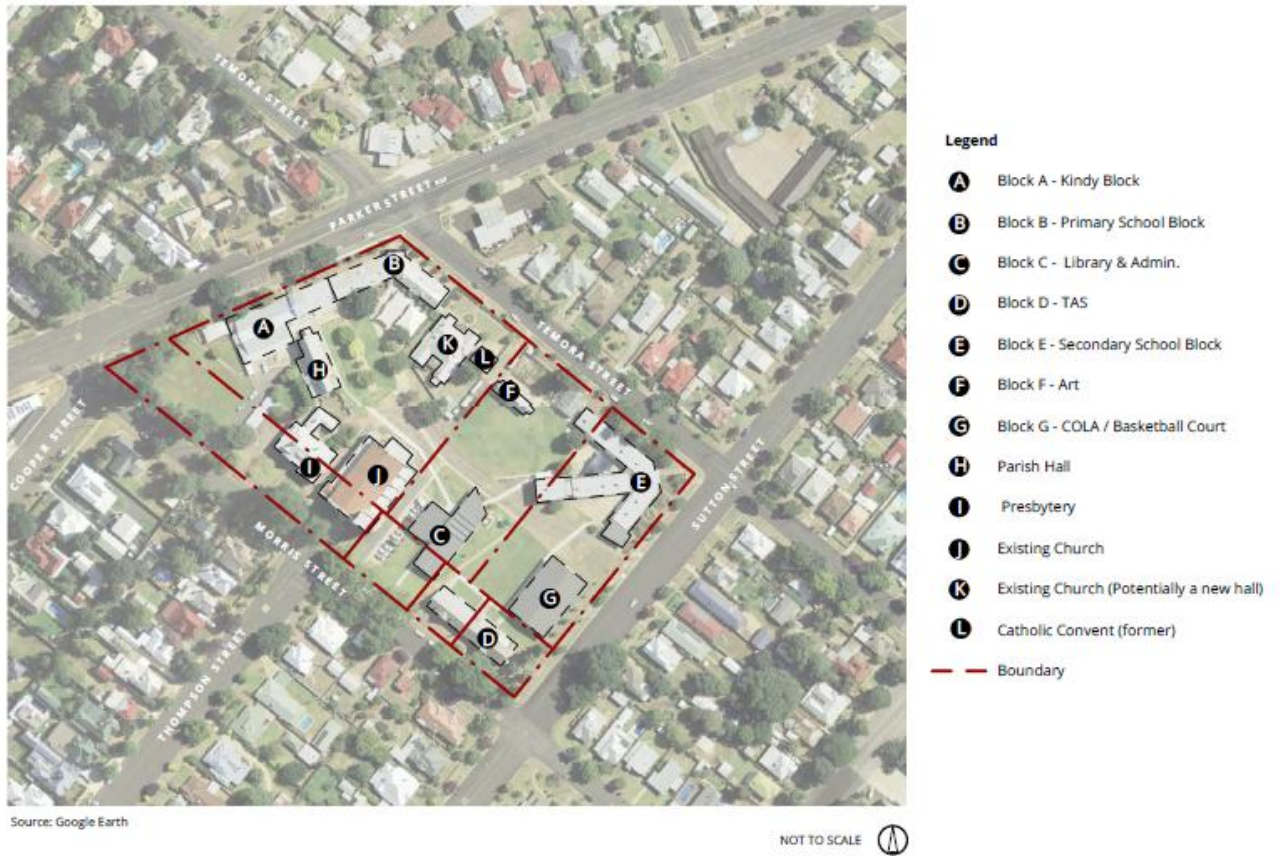 TEMORA STREET
PARKER STREET
TEMORA STREET
COOPER STREET
SUTTON STREET
MORRIS STREET
THOMPSON STREET
B
A
K
L
H
F
I
J
E
C
G
D
Legend
A Block A - Kindy Block
B Block B - Primary School Block
C Block C - Library & Admin.
D Block D - TAS
E Block E - Secondary School Block
F Block F - Art
G Block G - COLA / Basketball Court
H Parish Hall
I Presbytery
J Existing Church
K Existing Church (Potentially a new hall)
L Catholic Convent (former)
Boundary
Source: Google Earth
NOT TO SCALE